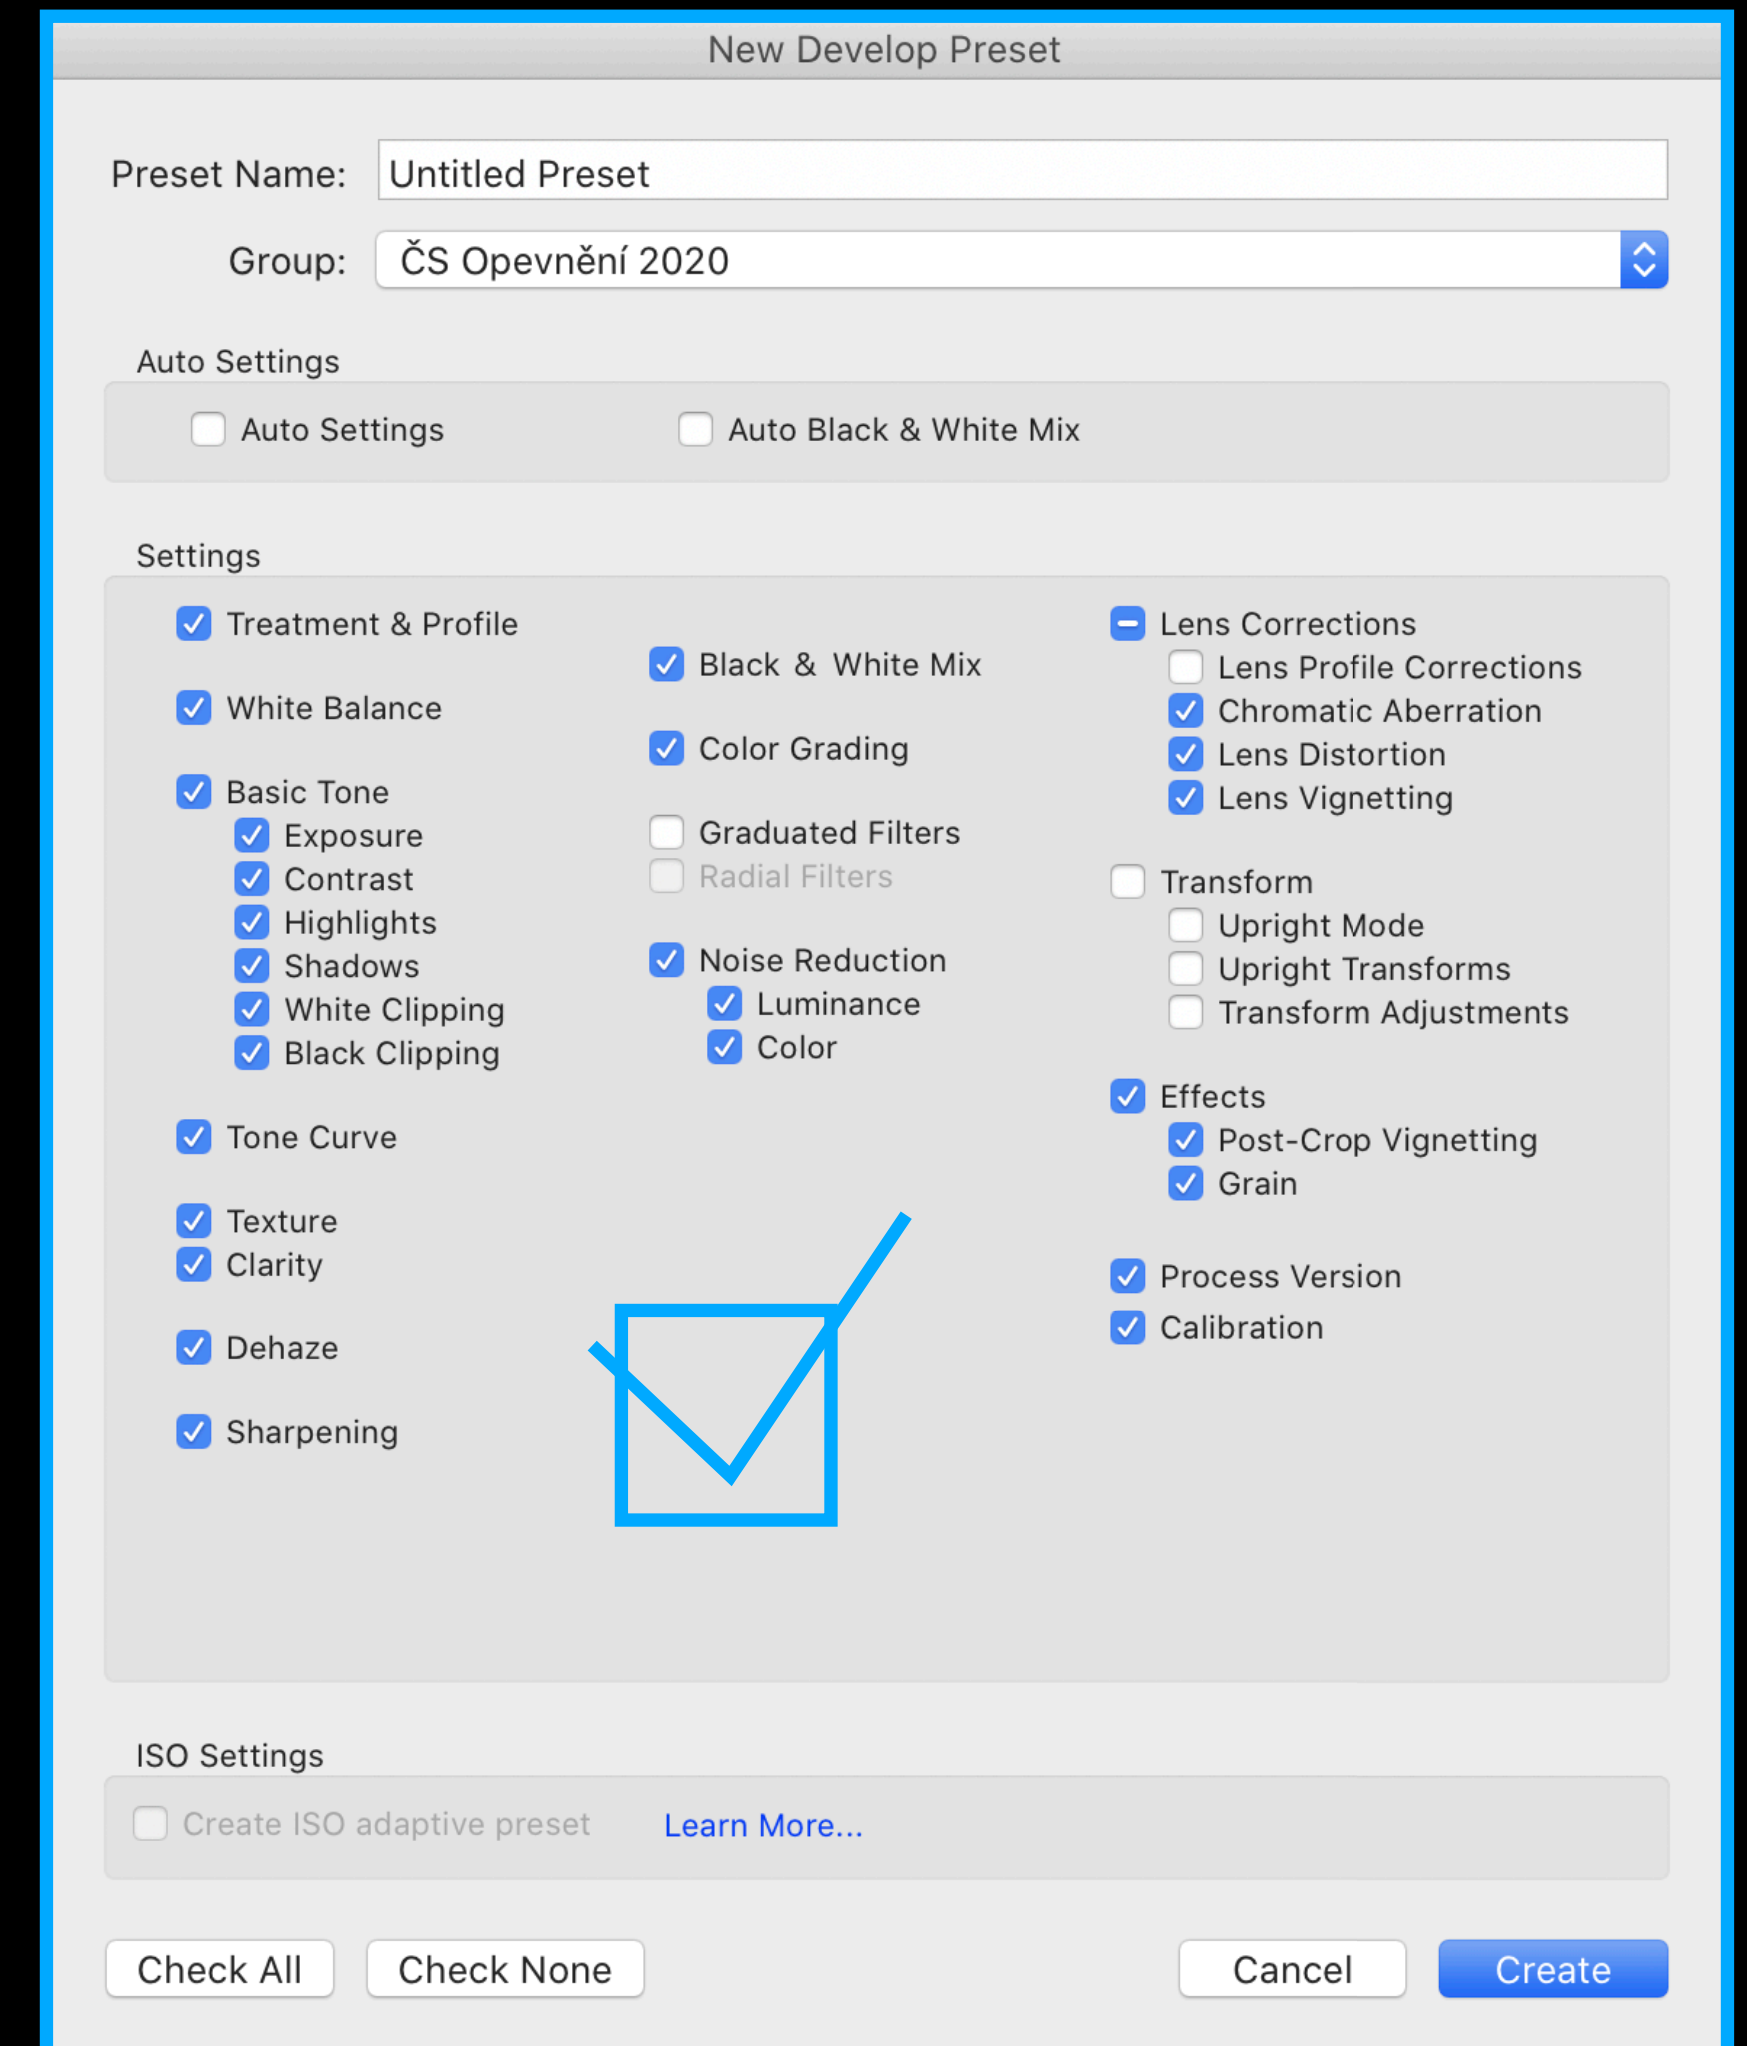 New Develop Preset
Preset Name: Untitled Preset
Group: ČS Opevnění 2020
Auto Settings
Auto Settings
Auto Black & White Mix
Settings
Treatment & Profile
White Balance
Basic Tone
Exposure
Contrast
Highlights
Shadows
White Clipping
Black Clipping
Tone Curve
Texture
Clarity
Dehaze
Sharpening
Black & White Mix
Color Grading
Graduated Filters
Radial Filters
Noise Reduction
Luminance
Color
Lens Corrections
Lens Profile Corrections
Chromatic Aberration
Lens Distortion
Lens Vignetting
Transform
Upright Mode
Upright Transforms
Transform Adjustments
Effects
Post-Crop Vignetting
Grain
Process Version
Calibration
ISO Settings
Create ISO adaptive preset
Learn More...
Check All
Check None
Cancel
Create